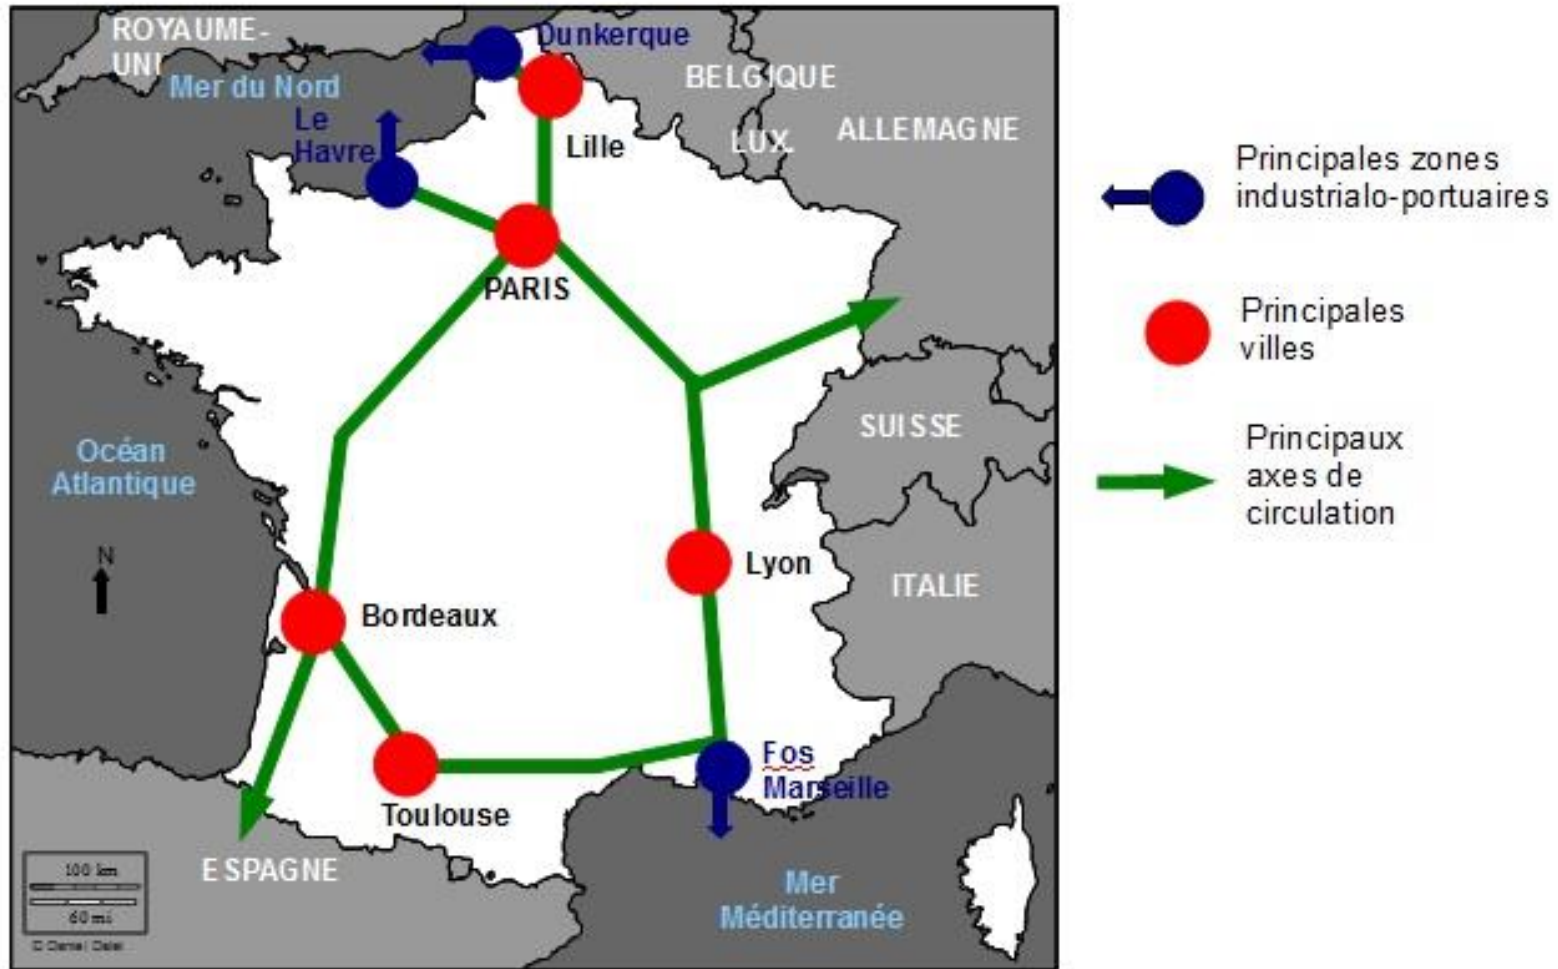 ROYAUME-
UNI
Mer du Nord
Dunkerque
BELGIQUE
Le
Havre
Lille
LUX.
ALLEMAGNE
PARIS
SUISSE
Océan
Atlantique
N
Lyon
ITALIE
Bordeaux
Fos
Marseille
Toulouse
ESPAGNE
Mer
Méditerranée
100 km
60 mi
© Daniel Dalet
Principales zones
industrialo-portuaires
Principales
villes
Principaux
axes de
circulation